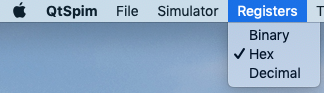 QtSpim File Simulator Registers
Binary
✓ Hex
Decimal